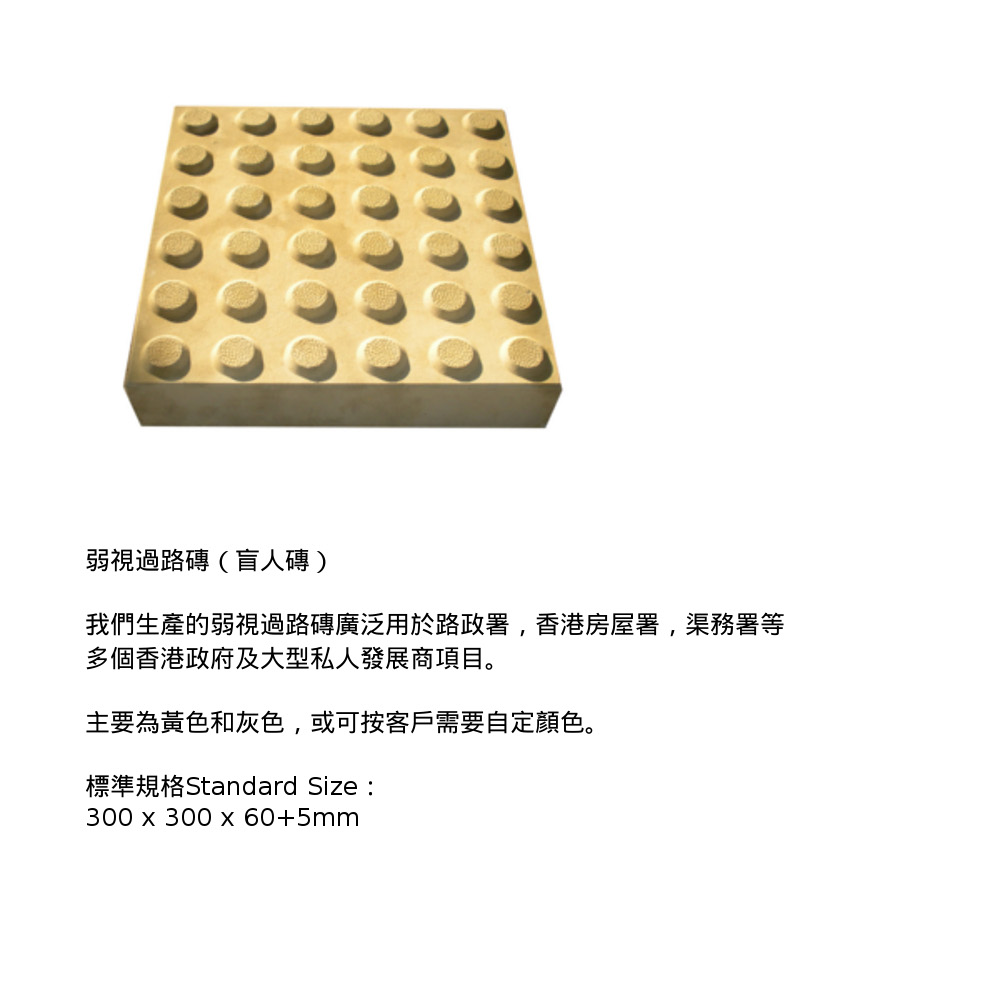 弱視過路磚（盲人磚）
我們生產的弱視過路磚廣泛用於路政署，香港房屋署，渠務署等
多個香港政府及大型私人發展商項目。
主要為黃色和灰色，或可按客戶需要自定顏色。
標準規格Standard Size：
300 x 300 x 60+5mm